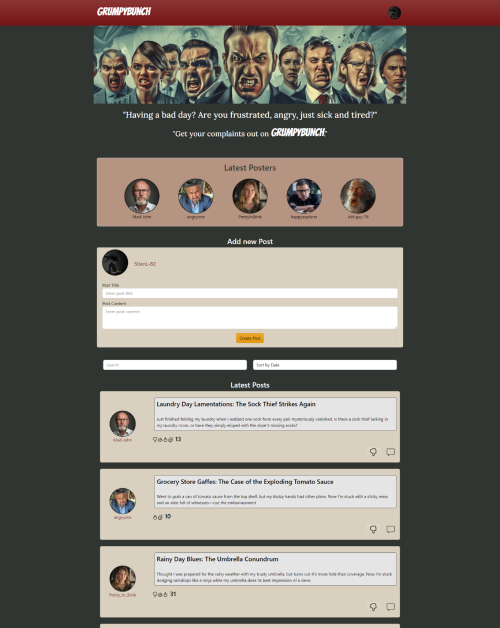 GRUMPYBUNCH
"Having a bad day? Are you frustrated, angry, just sick and tired?"
"Get your complaints out on GRUMPYBUNCH"
Latest Posters
Mad-John
angryone
PrettyinStink
happyexplorer
old-guy-78
Add new Post
StianL-82
Post Title
Enter post title
Post Content
Enter post content
Create Post
Search
Sort by Date
Latest Posts
Laundry Day Lamentations: The Sock Thief Strikes Again
Just finished folding my laundry when I realized one sock from every pair mysteriously vanished. Is there a sock thief lurking in
my laundry room, or have they simply eloped with the dryer's missing socks?
Mad-John
13
Grocery Store Gaffes: The Case of the Exploding Tomato Sauce
Went to grab a can of tomato sauce from the top shelf, but my klutzy hands had other plans. Now I'm stuck with a sticky mess
and an aisle full of witnesses—cue the embarrassment
angryone
10
Rainy Day Blues: The Umbrella Conundrum
Thought I was prepared for the rainy weather with my trusty umbrella, but turns out it's more hole than coverage. Now I'm stuck
dodging raindrops like a ninja while my umbrella does its best impression of a sieve.
Pretty_In_Stink
31